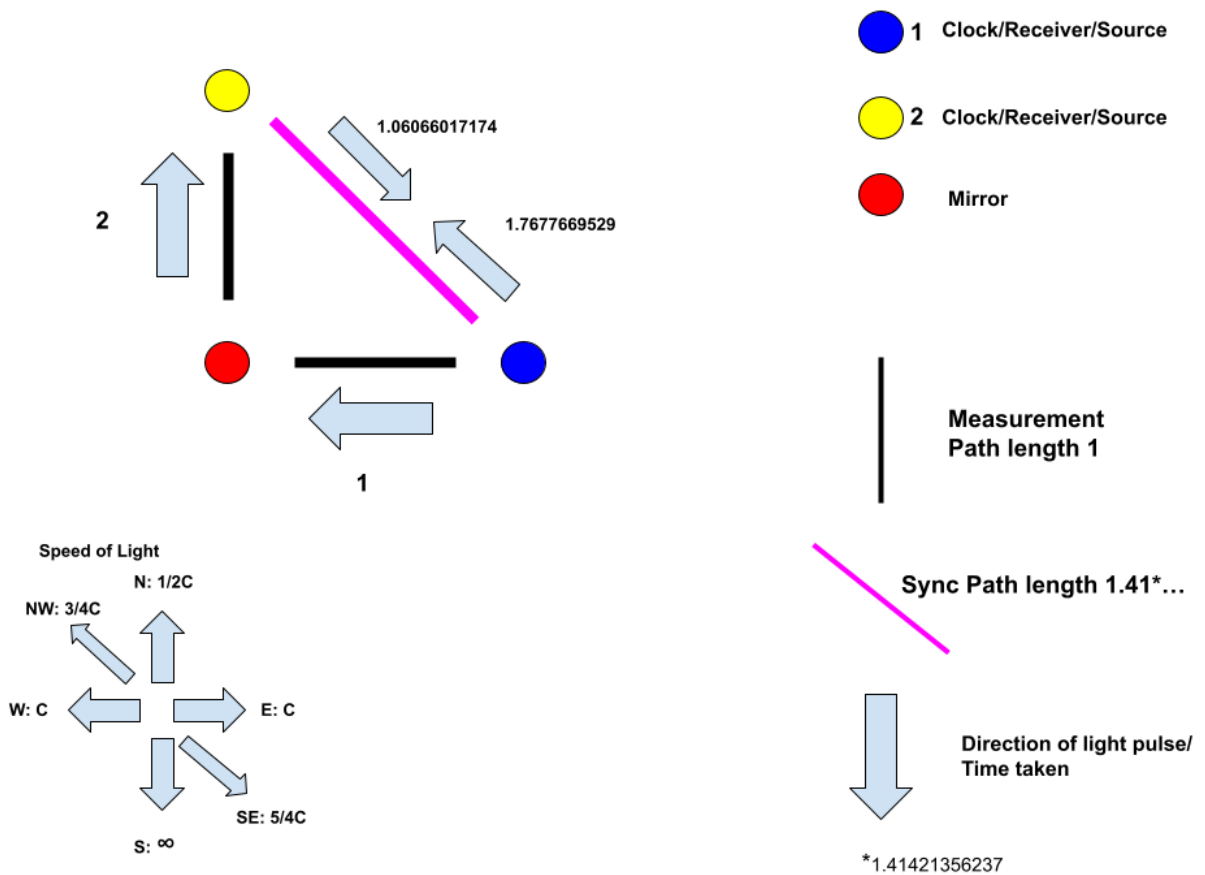 1 Clock/Receiver/Source
1.06066017174
2 Clock/Receiver/Source
Mirror
2
1.7677669529
1
Measurement
Path length 1
Speed of Light
N: 1/2C
NW: 3/4C
W: C
E: C
SE: 5/4C
S: ∞
Sync Path length 1.41*...
Direction of light pulse/
Time taken
*1.41421356237